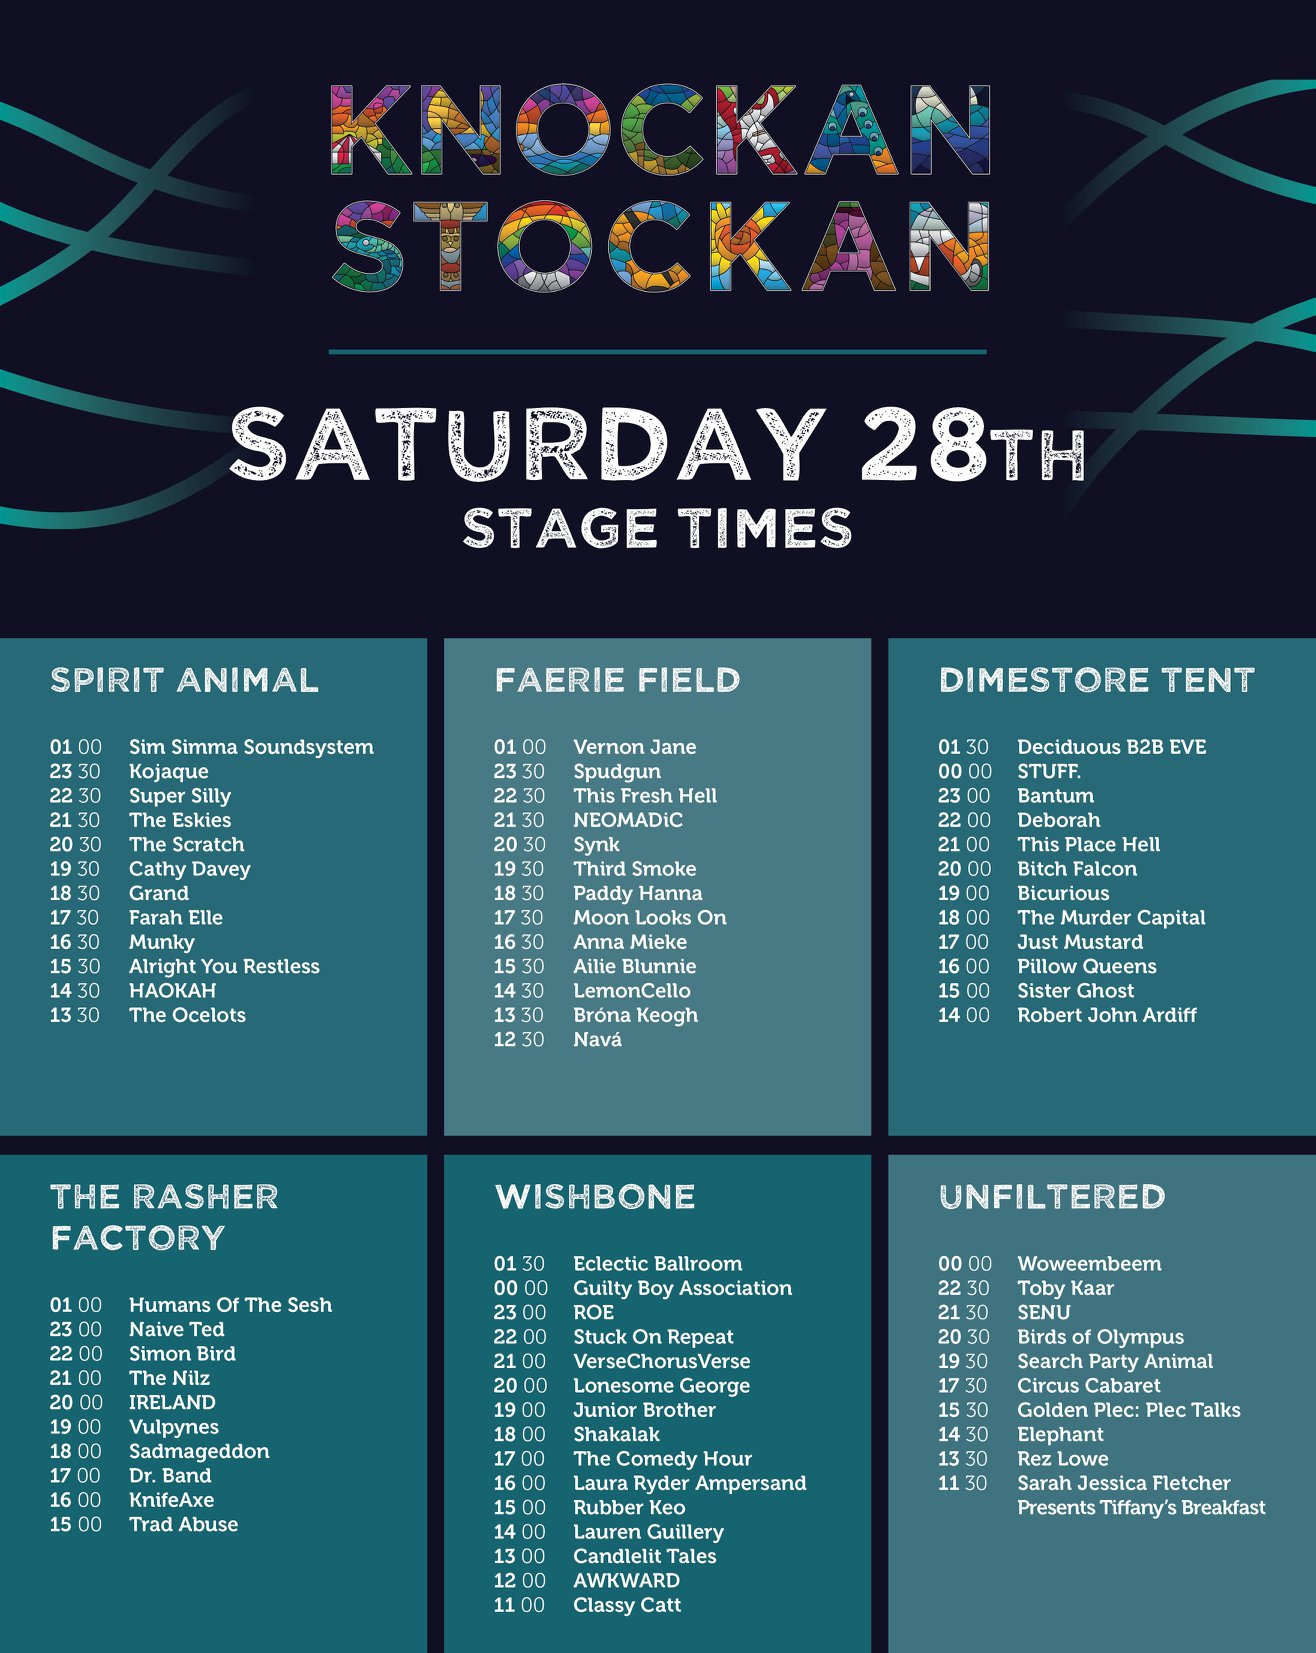 KNOCKAN
STOCKAN
SATURDAY 28TH
STAGE TIMES
SPIRIT ANIMAL
01 00 Sim Simma Soundsystem
23 30 Kojaque
22 30 Super Silly
21 30 The Eskies
20 30 The Scratch
19 30 Cathy Davey
18 30 Grand
17 30 Farah Elle
16 30 Munky
15 30 Alright You Restless
14 30 HAOKAH
13 30 The Ocelots
FAERIE FIELD
01 00 Vernon Jane
23 30 Spudgun
22 30 This Fresh Hell
21 30 NEOMADiC
20 30 Synk
19 30 Third Smoke
18 30 Paddy Hanna
17 30 Moon Looks On
16 30 Anna Mieke
15 30 Ailie Blunnie
14 30 LemonCello
13 30 Bróna Keogh
12 30 Navá
DIMESTORE TENT
01 30 Deciduous B2B EVE
00 00 STUFF.
23 00 Bantum
22 00 Deborah
21 00 This Place Hell
20 00 Bitch Falcon
19 00 Bicurious
18 00 The Murder Capital
17 00 Just Mustard
16 00 Pillow Queens
15 00 Sister Ghost
14 00 Robert John Ardiff
THE RASHER
FACTORY
01 00 Humans Of The Sesh
23 00 Naive Ted
22 00 Simon Bird
21 00 The Nilz
20 00 IRELAND
19 00 Vulpynes
18 00 Sadmageddon
17 00 Dr. Band
16 00 KnifeAxe
15 00 Trad Abuse
WISHBONE
01 30 Eclectic Ballroom
00 00 Guilty Boy Association
23 00 ROE
22 00 Stuck On Repeat
21 00 VerseChorusVerse
20 00 Lonesome George
19 00 Junior Brother
18 00 Shakalak
17 00 The Comedy Hour
16 00 Laura Ryder Ampersand
15 00 Rubber Keo
14 00 Lauren Guillery
13 00 Candlelit Tales
12 00 AWKWARD
11 00 Classy Catt
UNFILTERED
00 00 Woweembeem
22 30 Toby Kaar
21 30 SENU
20 30 Birds of Olympus
19 30 Search Party Animal
17 30 Circus Cabaret
15 30 Golden Plec: Plec Talks
14 30 Elephant
13 30 Rez Lowe
11 30 Sarah Jessica Fletcher
Presents Tiffany's Breakfast